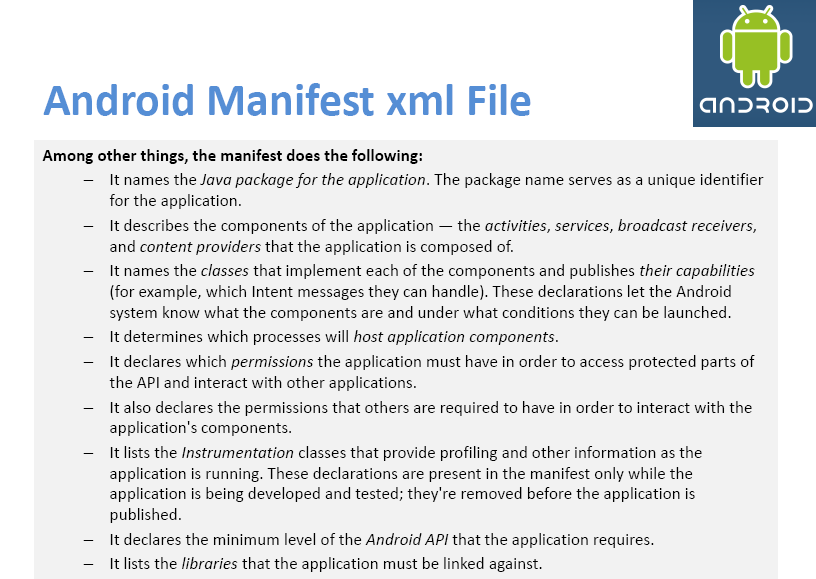 ANDROID
Android Manifest xml File
Among other things, the manifest does the following:
– It names the Java package for the application. The package name serves as a unique identifier
for the application.
– It describes the components of the application — the activities, services, broadcast receivers,
and content providers that the application is composed of.
– It names the classes that implement each of the components and publishes their capabilities
(for example, which Intent messages they can handle). These declarations let the Android
system know what the components are and under what conditions they can be launched.
– It determines which processes will host application components.
– It declares which permissions the application must have in order to access protected parts of
the API and interact with other applications.
– It also declares the permissions that others are required to have in order to interact with the
application's components.
– It lists the Instrumentation classes that provide profiling and other information as the
application is running. These declarations are present in the manifest only while the
application is being developed and tested; they're removed before the application is
published.
– It declares the minimum level of the Android API that the application requires.
– It lists the libraries that the application must be linked against.